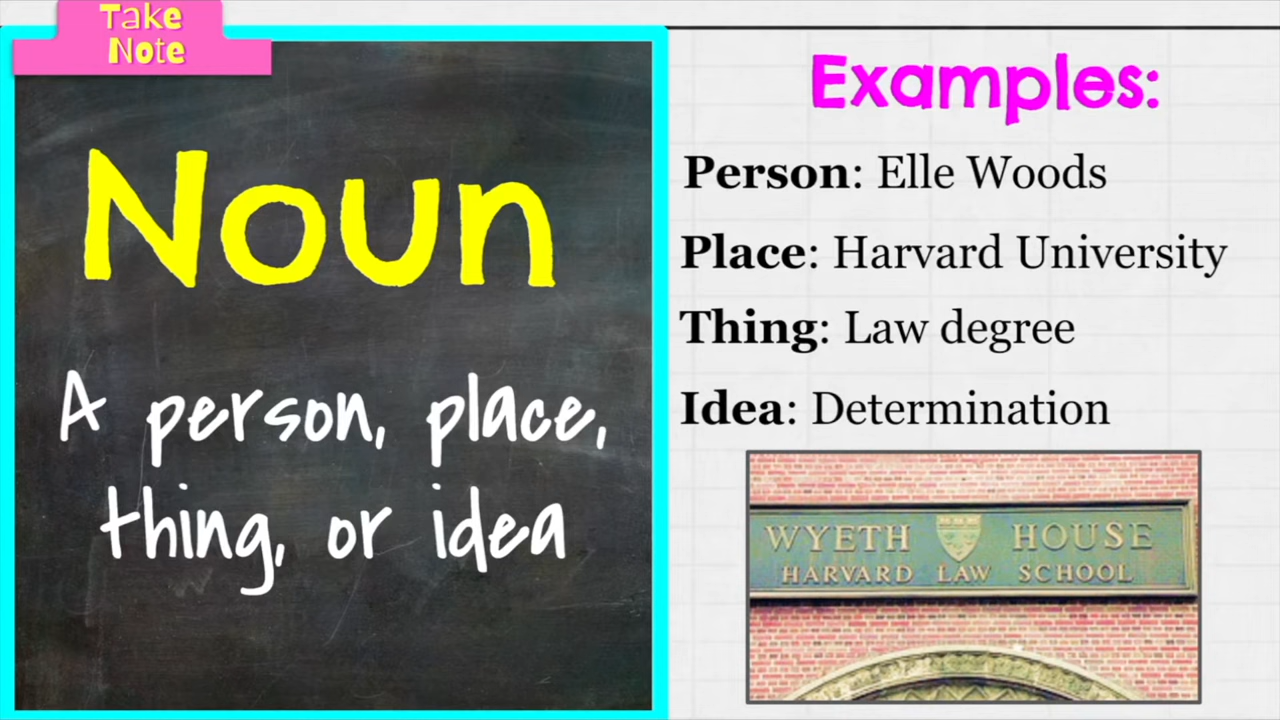 Take
Note
Noun
A person, place,
thing, or idea
Examples:
Person: Elle Woods
Place: Harvard University
Thing: Law degree
Idea: Determination
WYETH HOUSE
HARVARD LAW SCHOOL